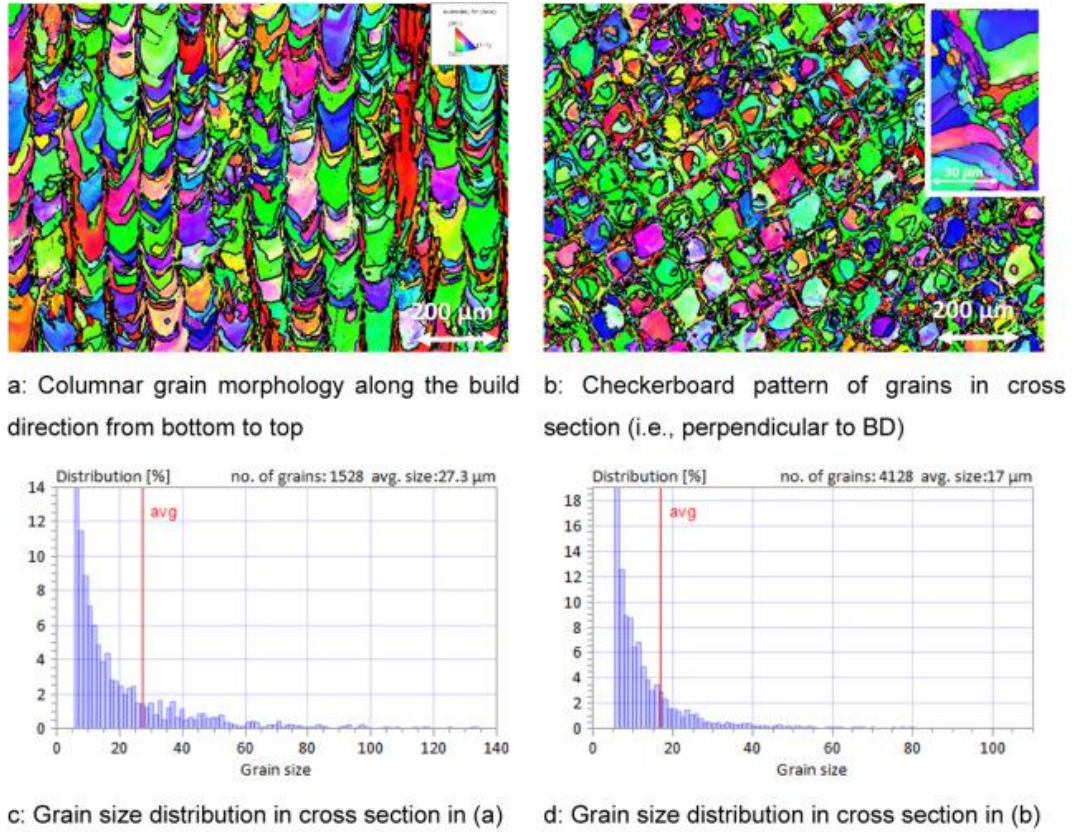 200 µm
30 µm
200 µm
a: Columnar grain morphology along the build
direction from bottom to top
b: Checkerboard pattern of grains in cross
section (i.e., perpendicular to BD)
Distribution [%] no. of grains: 1528 avg. size:27.3 µm
14
12
10
8
6
4
2
0
avg
0 20 40 60 80 100 120 140
Grain size
Distribution [%] no. of grains: 4128 avg. size:17 µm
18
16
14
12
10
8
6
4
2
0
avg
0 20 40 60 80 100
Grain size
c: Grain size distribution in cross section in (a)
d: Grain size distribution in cross section in (b)